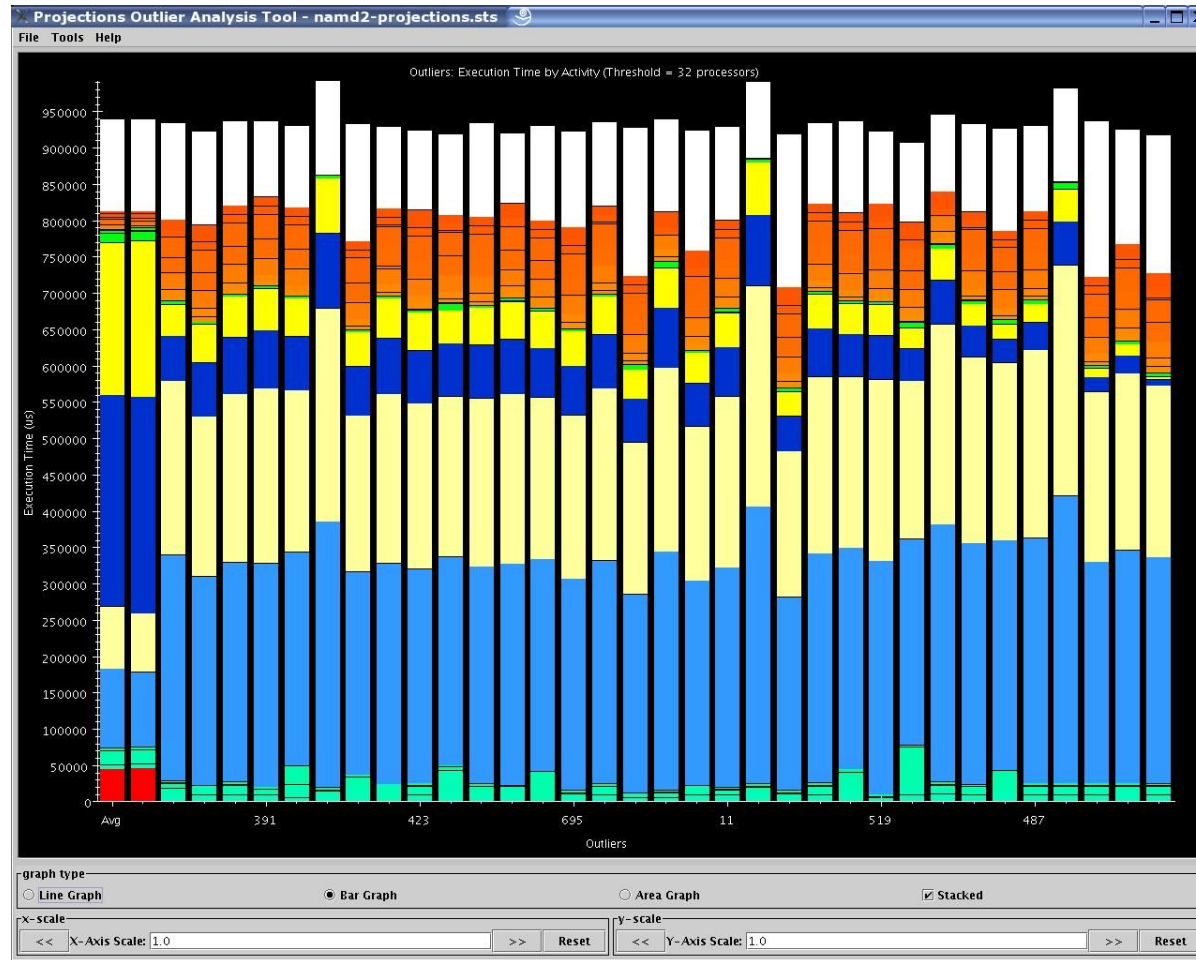 Projections Outlier Analysis Tool - namd2-projections.sts
File Tools Help
Outliers: Execution Time by Activity (Threshold = 32 processors)
Execution Time (us)
950000
900000
850000
800000
750000
700000
650000
600000
550000
500000
450000
400000
350000
300000
250000
200000
150000
100000
50000
0
Avg 391 423 695 11 519 487
Outliers
graph type
Line Graph Bar Graph Area Graph Stacked
x-scale y-scale
<< X-Axis Scale: 1.0 >> Reset << Y-Axis Scale: 1.0 >> Reset